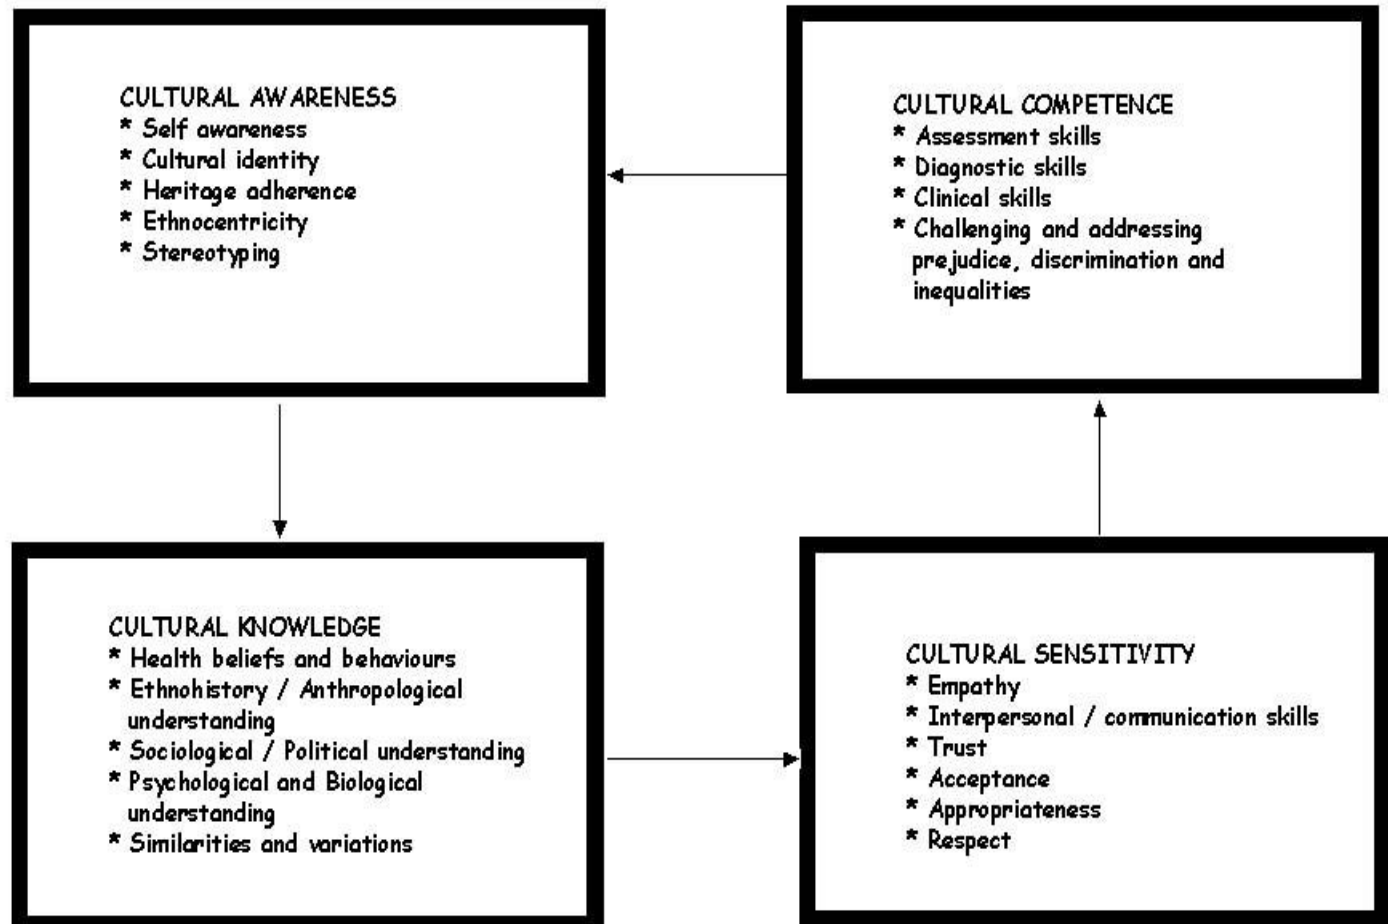 CULTURAL AWARENESS
* Self awareness
* Cultural identity
* Heritage adherence
* Ethnocentricity
* Stereotyping
CULTURAL COMPETENCE
* Assessment skills
* Diagnostic skills
* Clinical skills
* Challenging and addressing
prejudice, discrimination and
inequalities
CULTURAL KNOWLEDGE
* Health beliefs and behaviours
* Ethnohistory / Anthropological
understanding
* Sociological / Political understanding
* Psychological and Biological
understanding
* Similarities and variations
CULTURAL SENSITIVITY
* Empathy
* Interpersonal / communication skills
* Trust
* Acceptance
* Appropriateness
* Respect